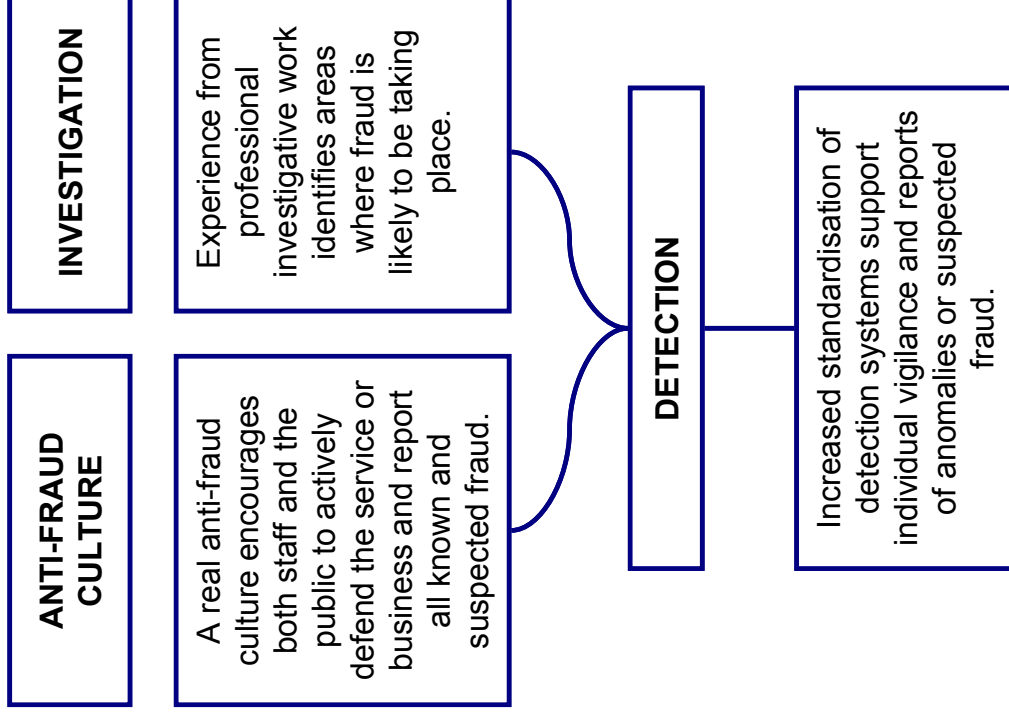 ANTI-FRAUD
CULTURE
A real anti-fraud
culture encourages
both staff and the
public to actively
defend the service or
business and report
all known and
suspected fraud.
INVESTIGATION
Experience from
professional
investigative work
identifies areas
where fraud is
likely to be taking
place.
DETECTION
Increased standardisation of
detection systems support
individual vigilance and reports
of anomalies or suspected
fraud.